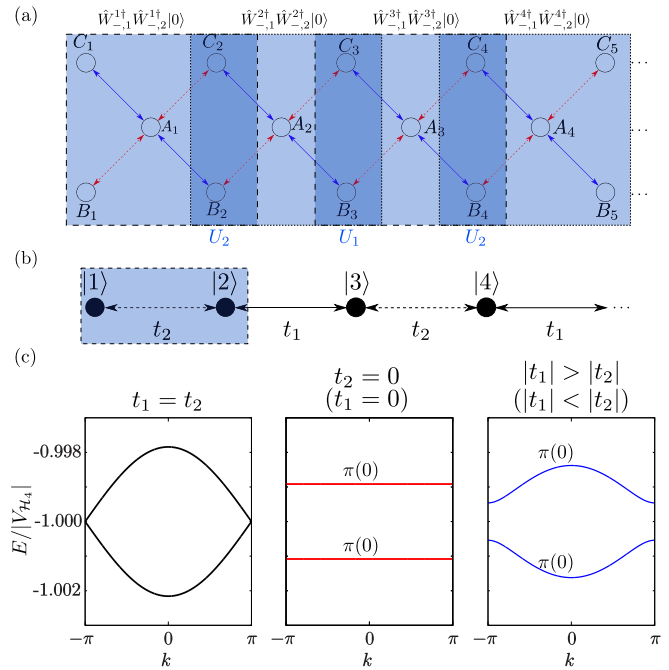 (a)
Ŵ^{1†}_{-,1}Ŵ^{1†}_{-,2}|0⟩ Ŵ^{2†}_{-,1}Ŵ^{2†}_{-,2}|0⟩ Ŵ^{3†}_{-,1}Ŵ^{3†}_{-,2}|0⟩ Ŵ^{4†}_{-,1}Ŵ^{4†}_{-,2}|0⟩
C_1 C_2 C_3 C_4 C_5 ...
A_1 A_2 A_3 A_4 ...
B_1 B_2 B_3 B_4 B_5 ...
U_2 U_1 U_2
(b)
|1⟩ |2⟩ |3⟩ |4⟩ ...
t_2 t_1 t_2 t_1
(c)
t_1 = t_2
t_2 = 0
(t_1 = 0)
|t_1| > |t_2|
(|t_1| < |t_2|)
E/|V_{ℋ_4}|
-0.998
-1.000
-1.002
π(0)
π(0)
π(0)
π(0)
−π 0 π
−π 0 π
−π 0 π
k k k